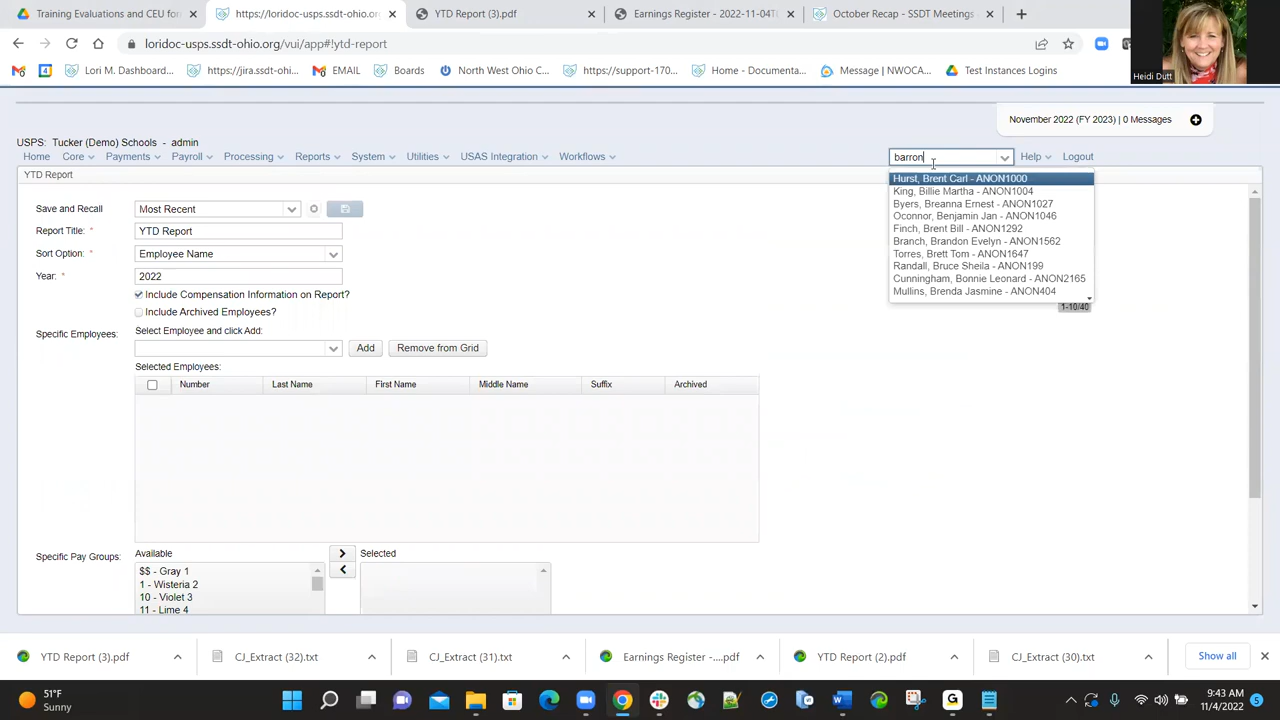 Training Evaluations and CEU for
https://loridoc-usps.ssdt-ohio.org
YTD Report (3).pdf
Earnings Register - 2022-11-04T
October Recap - SSDT Meetings
loridoc-usps.ssdt-ohio.org/vui/app#!ytd-report
Heidi Dutt
Lori M. Dashboard...
https://jira.ssdt-ohi...
EMAIL
Boards
North West Ohio C...
https://support-170...
Home - Documenta...
Message | NWOCA...
Test Instances Logins
November 2022 (FY 2023) | 0 Messages
USPS: Tucker (Demo) Schools - admin
Home Core Payments Payroll Processing Reports System Utilities USAS Integration Workflows
barron
Help Logout
YTD Report
Hurst, Brent Carl - ANON1000
King, Billie Martha - ANON1004
Byers, Breanna Ernest - ANON1027
Oconnor, Benjamin Jan - ANON1046
Finch, Brent Bill - ANON1292
Branch, Brandon Evelyn - ANON1562
Torres, Brett Tom - ANON1647
Randall, Bruce Sheila - ANON199
Cunningham, Bonnie Leonard - ANON2165
Mullins, Brenda Jasmine - ANON404
1-10/40
Save and Recall Most Recent
Report Title: * YTD Report
Sort Option: * Employee Name
Year: * 2022
Include Compensation Information on Report?
Include Archived Employees?
Specific Employees: Select Employee and click Add:
Add Remove from Grid
Selected Employees:
Number Last Name First Name Middle Name Suffix Archived
Specific Pay Groups: Available Selected
$$ - Gray 1
1 - Wisteria 2
10 - Violet 3
11 - Lime 4
YTD Report (3).pdf
CJ_Extract (32).txt
CJ_Extract (31).txt
Earnings Register -....pdf
YTD Report (2).pdf
CJ_Extract (30).txt
Show all
51°F
Sunny
9:43 AM
11/4/2022
5